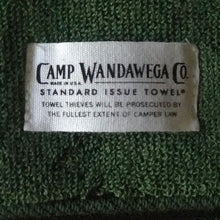 CAMP WANDAWEGA CO.
MADE IN U.S.A.
STANDARD ISSUE TOWEL®
TOWEL THIEVES WILL BE PROSECUTED BY
THE FULLEST EXTENT OF CAMPER LAW